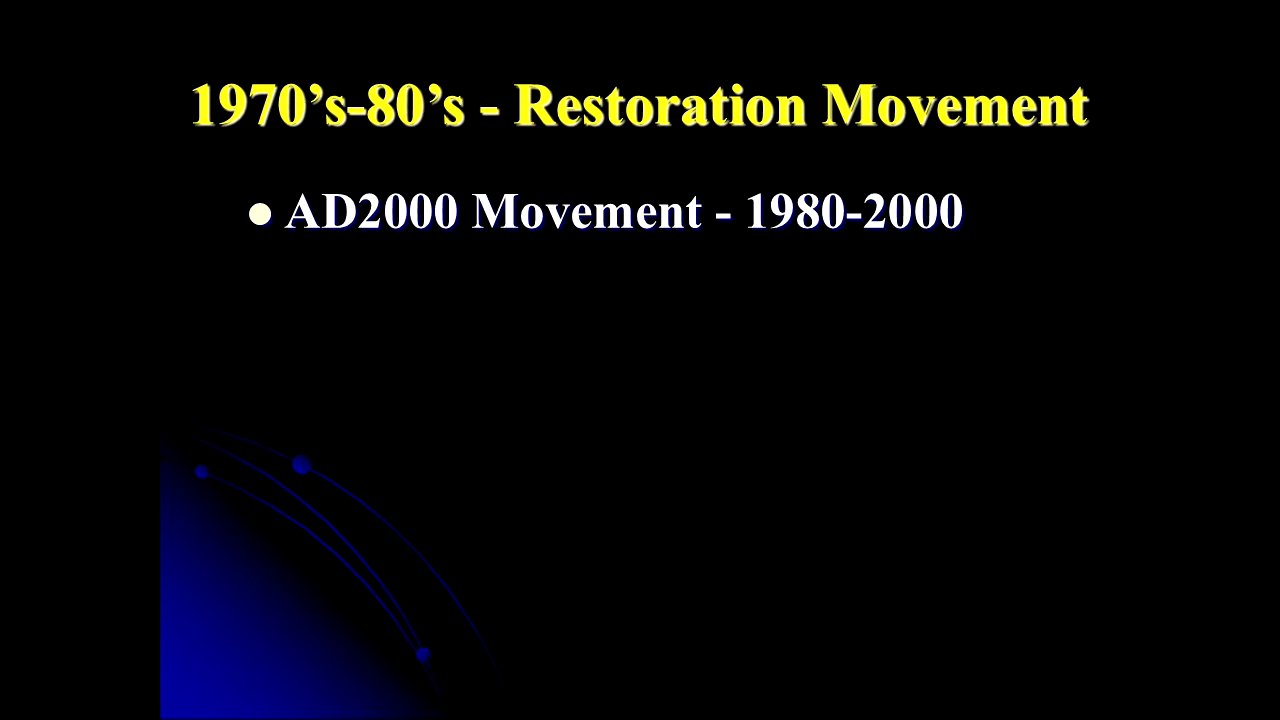 1970’s-80’s - Restoration Movement
● AD2000 Movement - 1980-2000